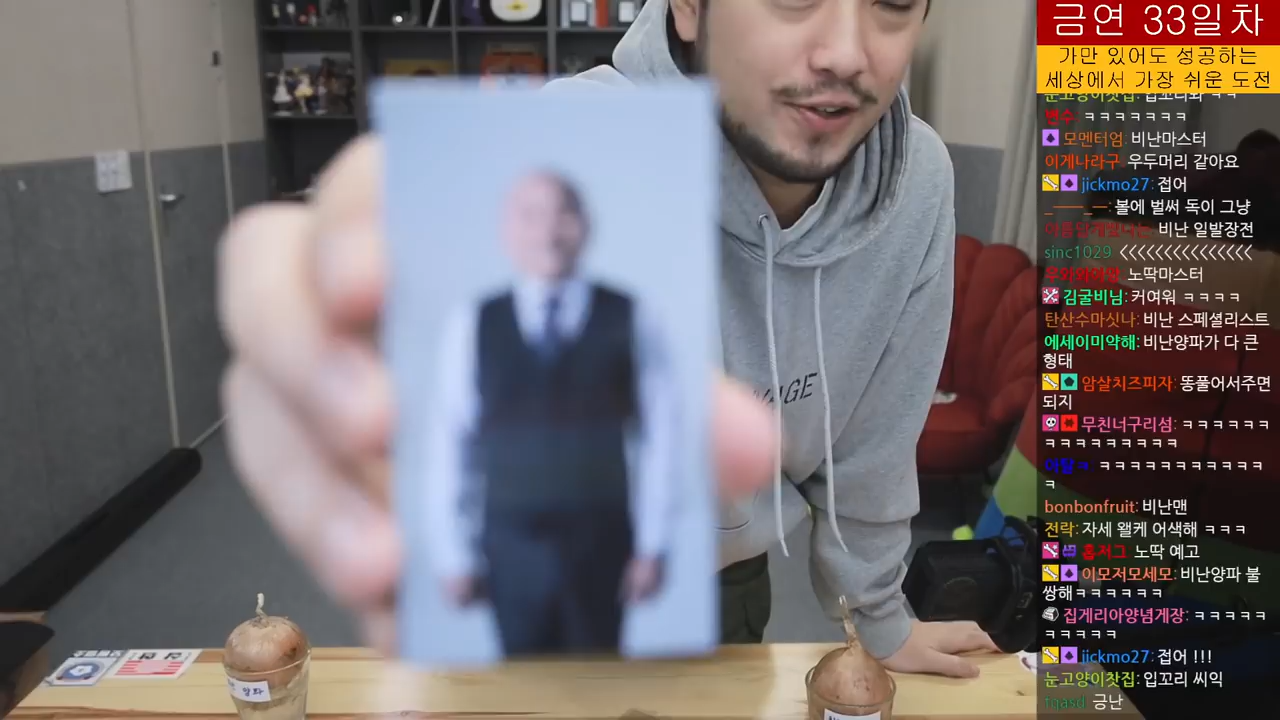 금연 33일차
가만 있어도 성공하는
세상에서 가장 쉬운 도전
변수: ㅋㅋㅋㅋㅋㅋㅋ
모멘터엄: 비난마스터
이게나라구: 우두머리 같아요
jickmo27: 접어
볼에 벌써 독이 그냥
비난 일발장전
sinc1029: 〈〈〈〈〈〈〈〈〈〈〈〈〈〈〈
노딱마스터
김굴비님: 커여워 ㅋㅋㅋㅋ
탄산수마싯나: 비난 스페셜리스트
에세이미약해: 비난양파가 다 큰
형태
암살치즈피자: 똥풀어서주면
되지
무친너구리섬: ㅋㅋㅋㅋㅋㅋ
ㅋㅋㅋㅋㅋㅋㅋㅋㅋ
ㅋㅋㅋㅋㅋㅋㅋㅋㅋㅋㅋ
ㅋ
bonbonfruit: 비난맨
전락: 자세 왤케 어색해 ㅋㅋㅋ
홉저그: 노딱 예고
이모저모세모: 비난양파 불
쌍해ㅋㅋㅋㅋㅋㅋ
집게리아양념게장: ㅋㅋㅋㅋㅋ
ㅋㅋㅋㅋㅋ
jickmo27: 접어 !!!
눈고양이찻집: 입꼬리 씨익
긍난
양파